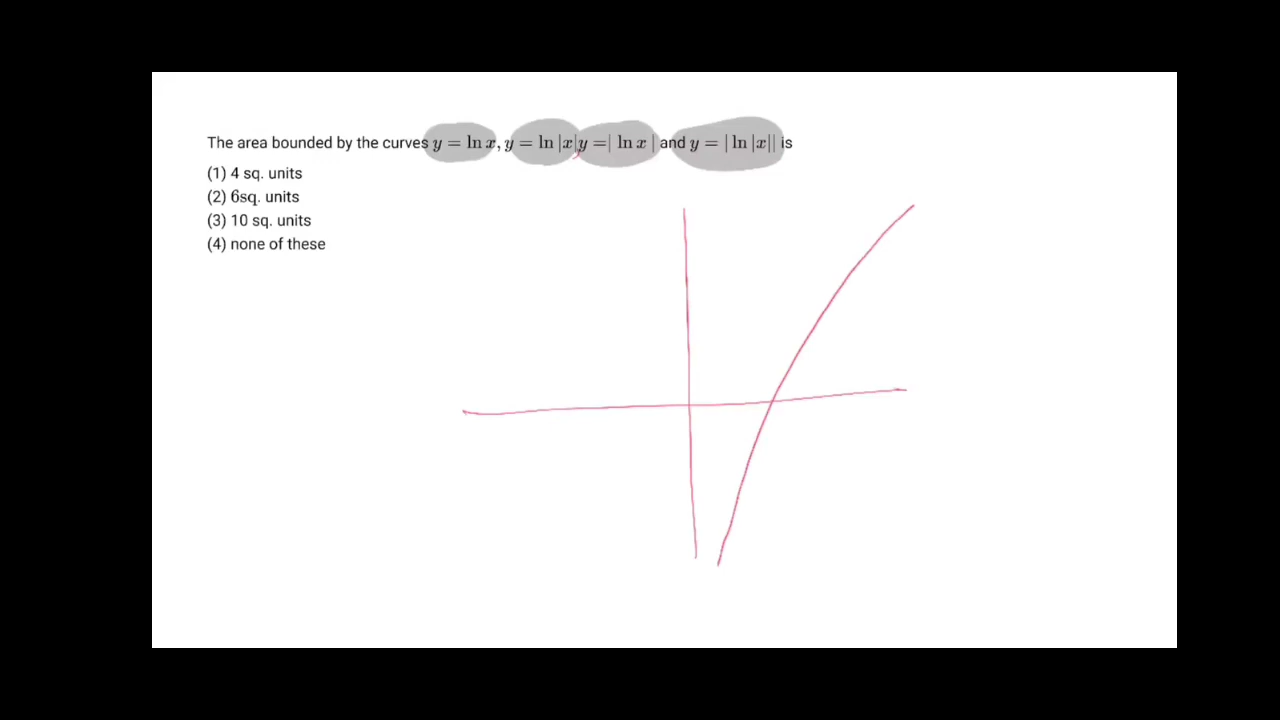 The area bounded by the curves y = ln x, y = ln |x|, y =| ln x | and y = | ln |x|| is
(1) 4 sq. units
(2) 6sq. units
(3) 10 sq. units
(4) none of these